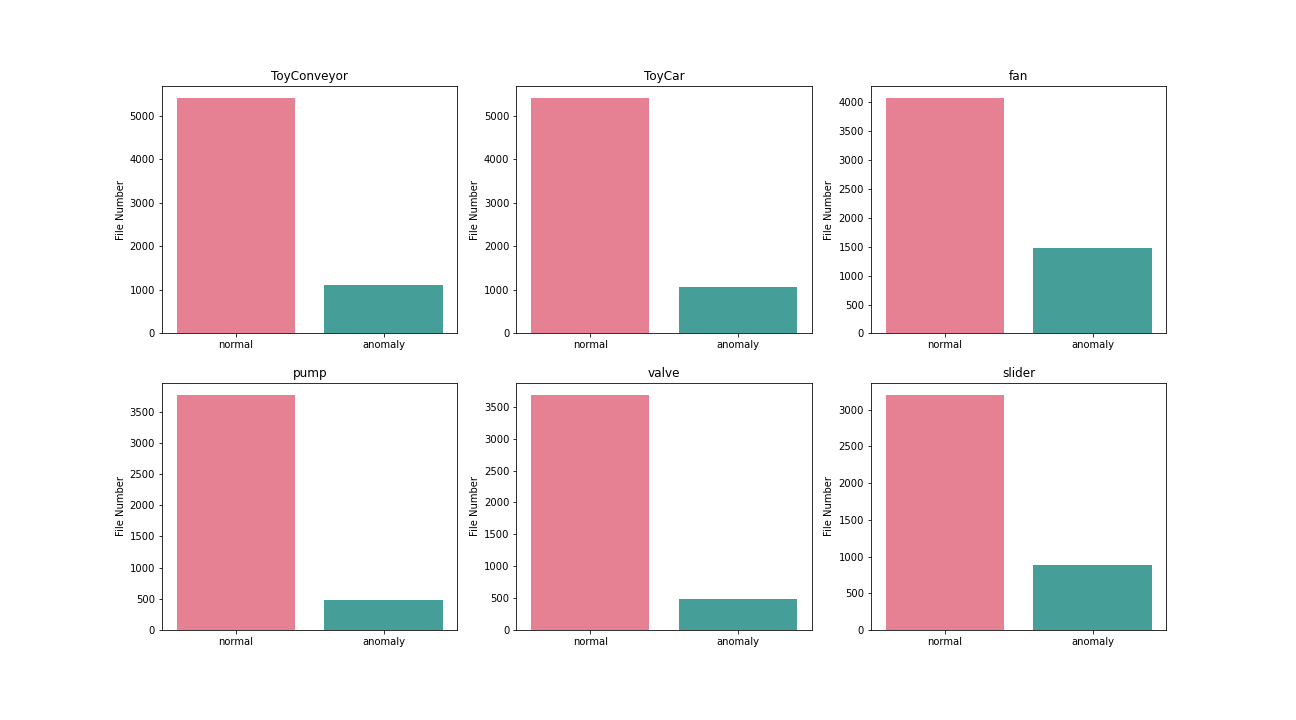 ToyConveyor
ToyCar
fan
File Number
5000
4000
3000
2000
1000
0
normal
anomaly
File Number
5000
4000
3000
2000
1000
0
normal
anomaly
File Number
4000
3500
3000
2500
2000
1500
1000
500
0
normal
anomaly
pump
valve
slider
File Number
3500
3000
2500
2000
1500
1000
500
0
normal
anomaly
File Number
3500
3000
2500
2000
1500
1000
500
0
normal
anomaly
File Number
3000
2500
2000
1500
1000
500
0
normal
anomaly